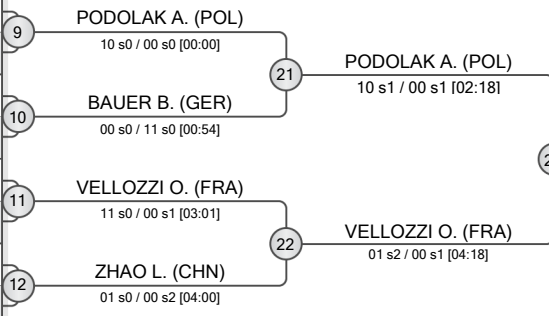 9
PODOLAK A. (POL)
10 s0 / 00 s0 [00:00]
21
PODOLAK A. (POL)
10 s1 / 00 s1 [02:18]
10
BAUER B. (GER)
00 s0 / 11 s0 [00:54]
11
VELLOZZI O. (FRA)
11 s0 / 00 s1 [03:01]
22
VELLOZZI O. (FRA)
01 s2 / 00 s1 [04:18]
12
ZHAO L. (CHN)
01 s0 / 00 s2 [04:00]